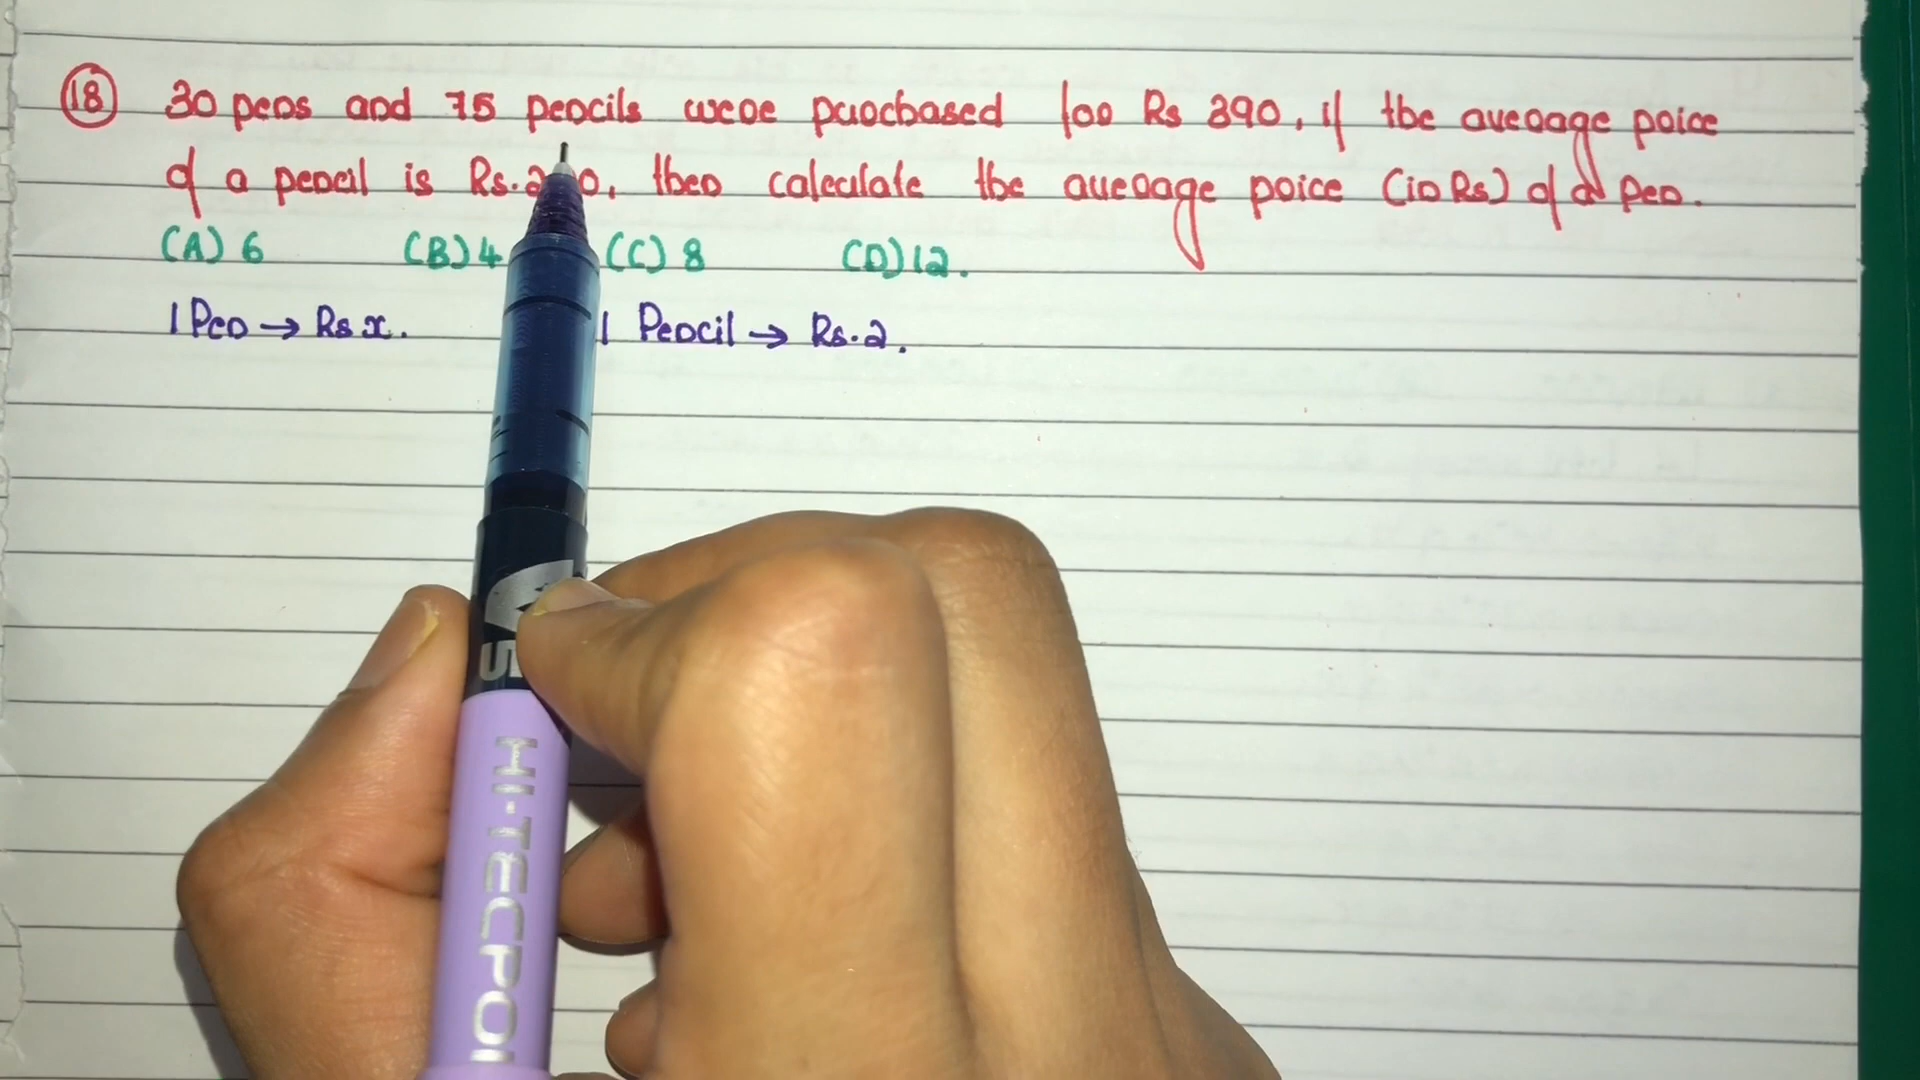 18 30 pens and 75 pencils were purchased for Rs 390, if the average price
of a pencil is Rs. then calculate the average price (in Rs) of a pen.
(A) 6 (B) 4 (C) 8 (D) 12.
1 Pen → Rs x. 1 Pencil → Rs. 2.
V5
HI-TECPOI